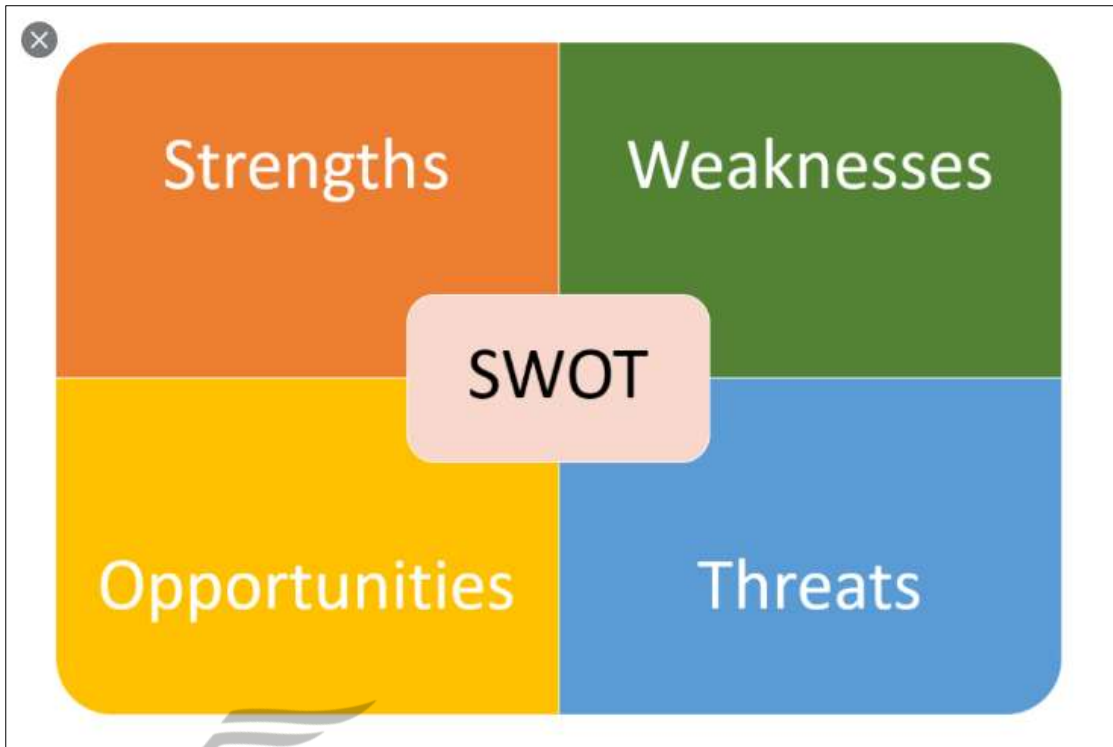 Strengths
Weaknesses
SWOT
Opportunities
Threats